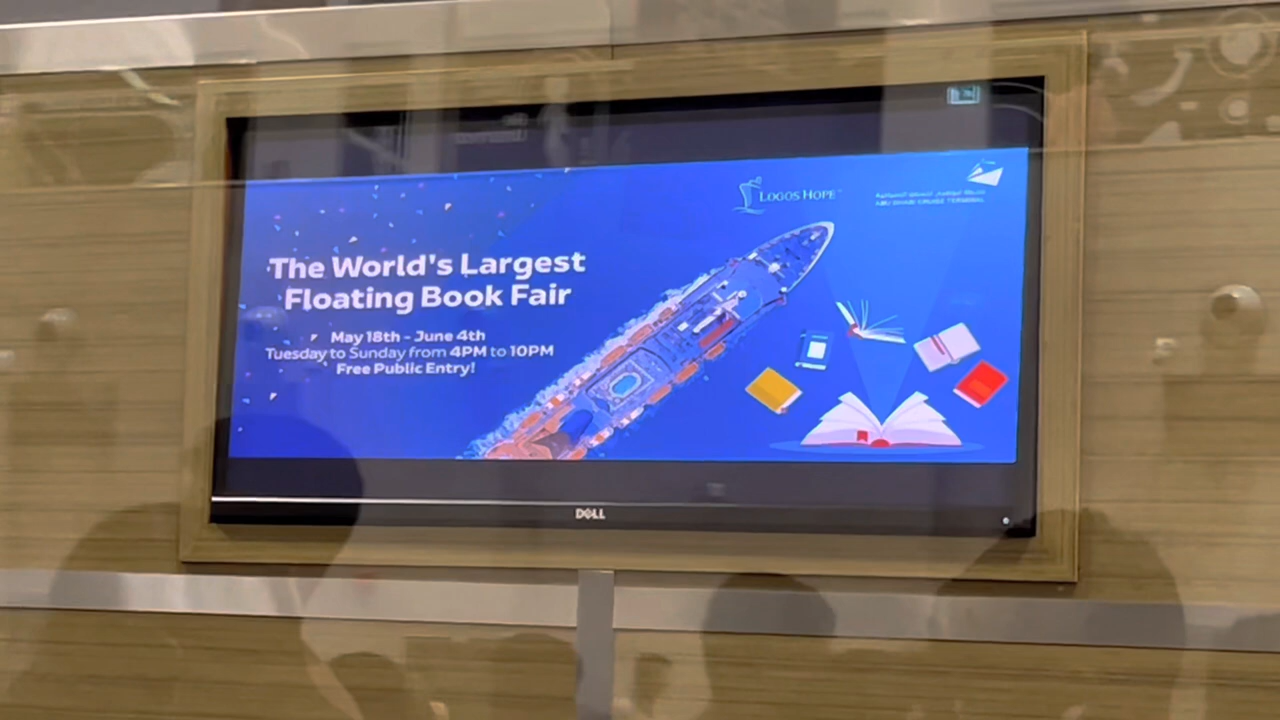 LOGOS HOPE
ABU DHABI CRUISE TERMINAL
The World's Largest
Floating Book Fair
May 18th - June 4th
Tuesday to Sunday from 4PM to 10PM
Free Public Entry!
DELL